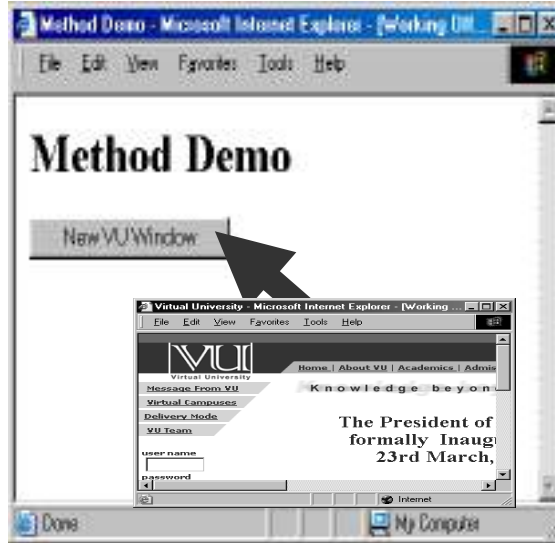 Method Demo - Microsoft Internet Explorer - [Working Off...
File Edit View Favorites Tools Help
Method Demo
New VU Window
Virtual University - Microsoft Internet Explorer - [Working ...
File Edit View Favorites Tools Help
VU
Virtual University
Home | About VU | Academics | Admis
Message From VU
Knowledge beyon
Virtual Campuses
Delivery Mode
VU Team
The President of
formally Inaug
23rd March,
user name
password
Internet
Done
My Computer